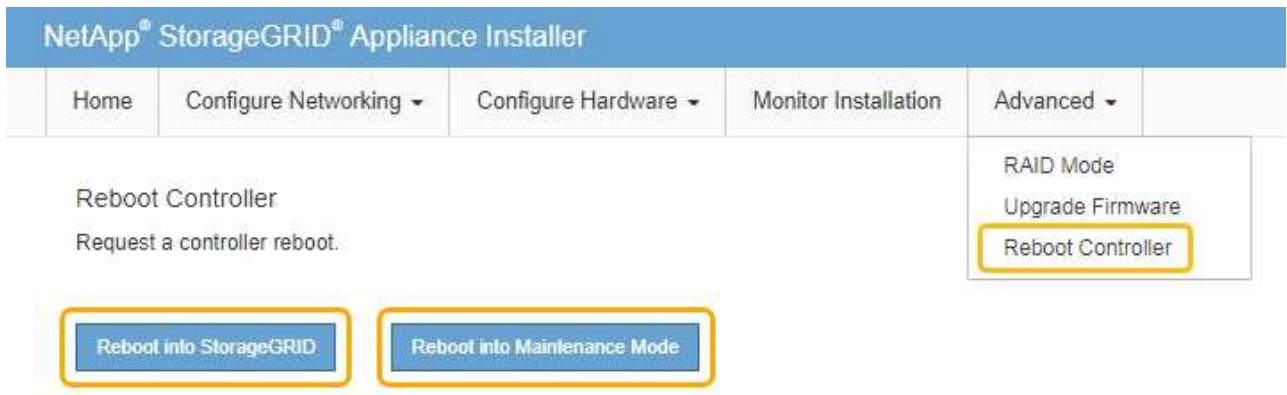 NetApp® StorageGRID® Appliance Installer
Home Configure Networking Configure Hardware Monitor Installation Advanced
RAID Mode
Upgrade Firmware
Reboot Controller
Reboot Controller
Request a controller reboot.
Reboot into StorageGRID Reboot into Maintenance Mode